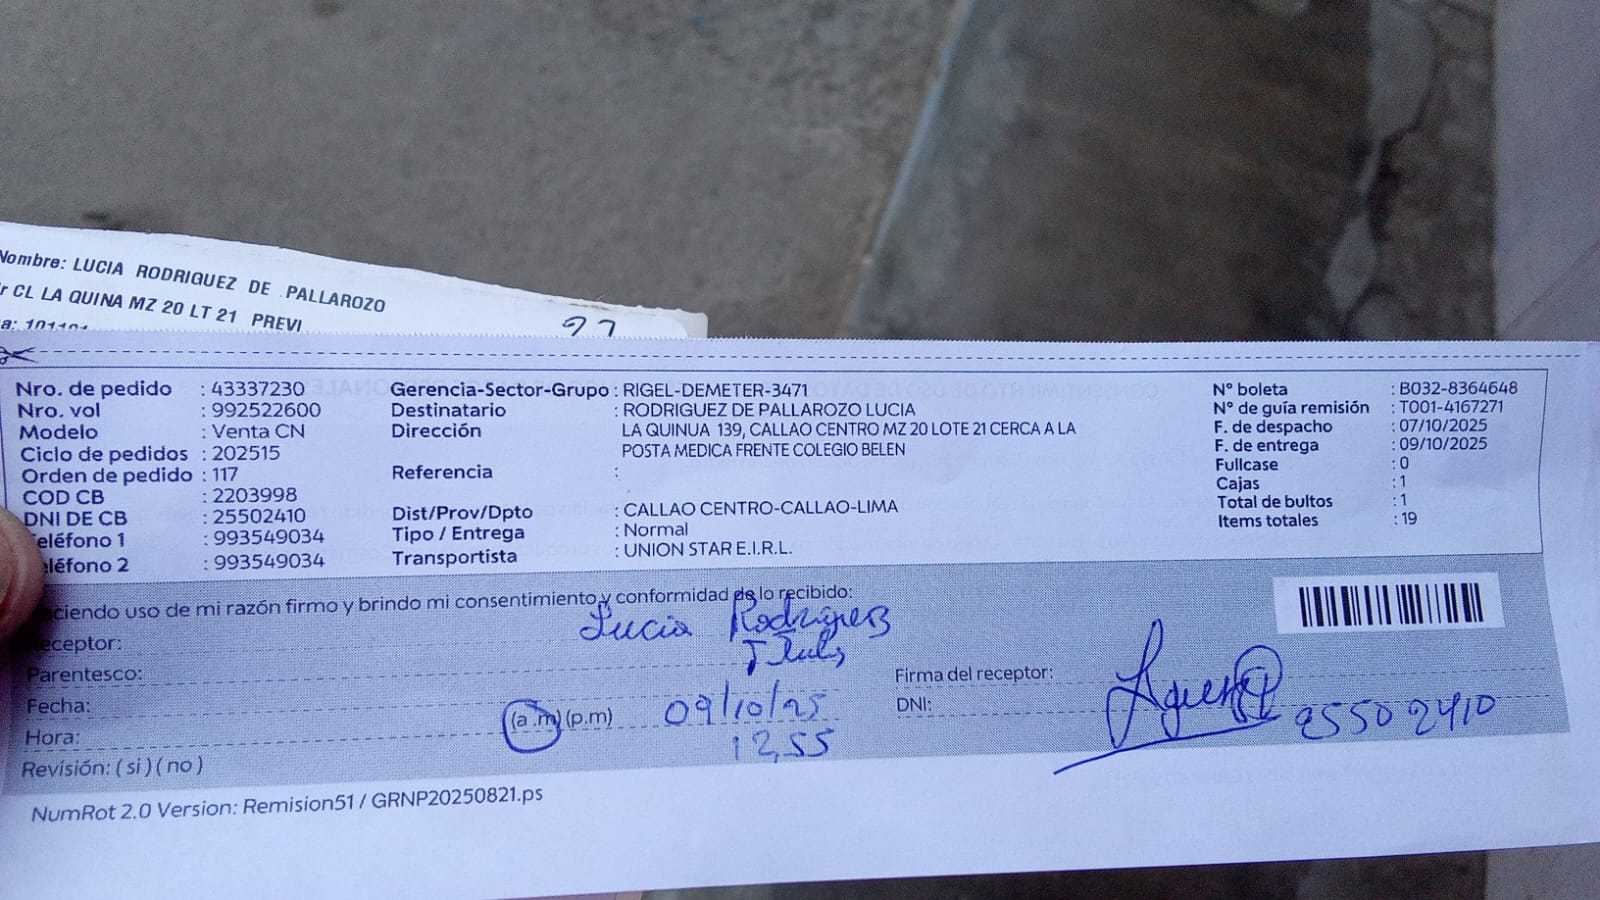 Nombre: LUCIA RODRIGUEZ DE PALLAROZO
r CL LA QUINA MZ 20 LT 21 PREVI
Nro. de pedido : 43337230
Nro. vol : 992522600
Modelo : Venta CN
Ciclo de pedidos : 202515
Orden de pedido : 117
COD CB : 2203998
DNI DE CB : 25502410
eléfono 1 : 993549034
eléfono 2 : 993549034
Gerencia-Sector-Grupo : RIGEL-DEMETER-3471
Destinatario : RODRIGUEZ DE PALLAROZO LUCIA
Dirección LA QUINUA 139, CALLAO CENTRO MZ 20 LOTE 21 CERCA A LA
POSTA MEDICA FRENTE COLEGIO BELEN
Referencia :
Dist/Prov/Dpto : CALLAO CENTRO-CALLAO-LIMA
Tipo / Entrega : Normal
Transportista : UNION STAR E.I.R.L.
N° boleta : B032-8364648
N° de guía remisión : T001-4167271
F. de despacho : 07/10/2025
F. de entrega : 09/10/2025
Fullcase : 0
Cajas : 1
Total de bultos : 1
Items totales : 19
ciendo uso de mi razón firmo y brindo mi consentimiento y conformidad de lo recibido:
eceptor: Lucia Rodriguez
Parentesco:
Fecha: 09/10/25
Hora: (a .m) (p.m) 12,55
Revisión: ( si ) ( no )
Firma del receptor:
DNI: 25502410
NumRot 2.0 Version: Remision51 / GRNP20250821.ps